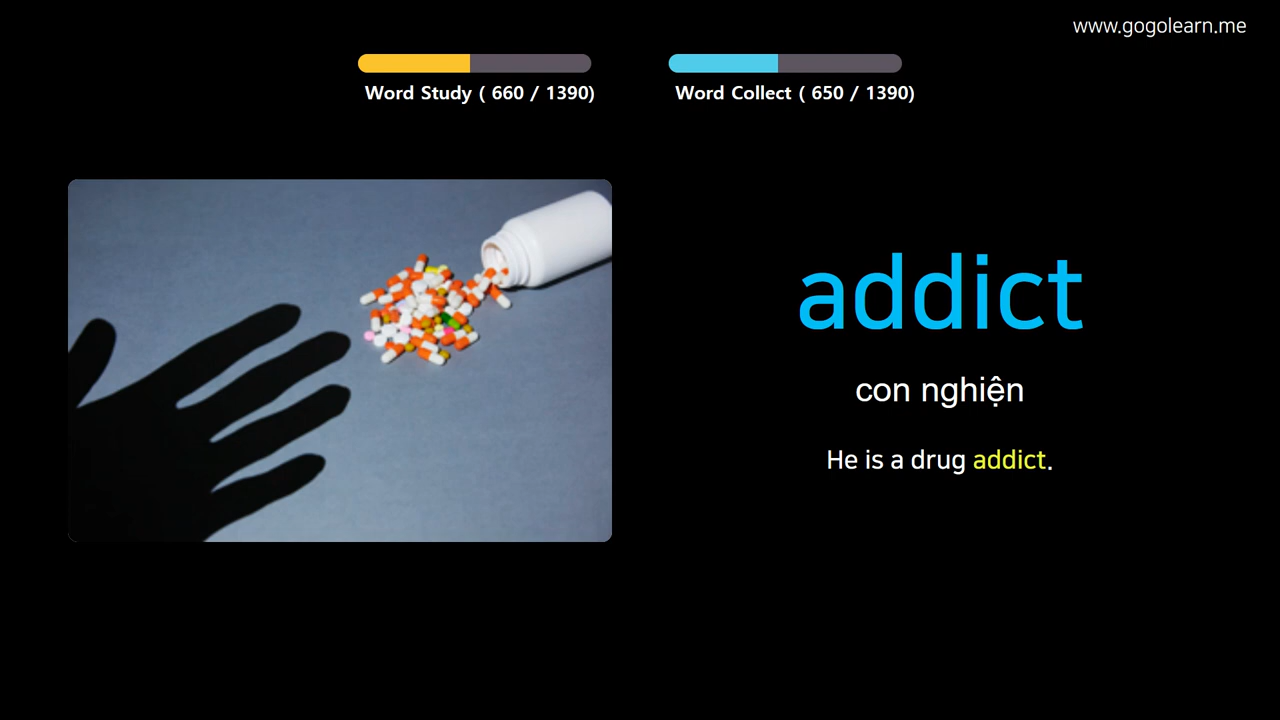 www.gogolearn.me
Word Study ( 660 / 1390)
Word Collect ( 650 / 1390)
addict
con nghiện
He is a drug addict.